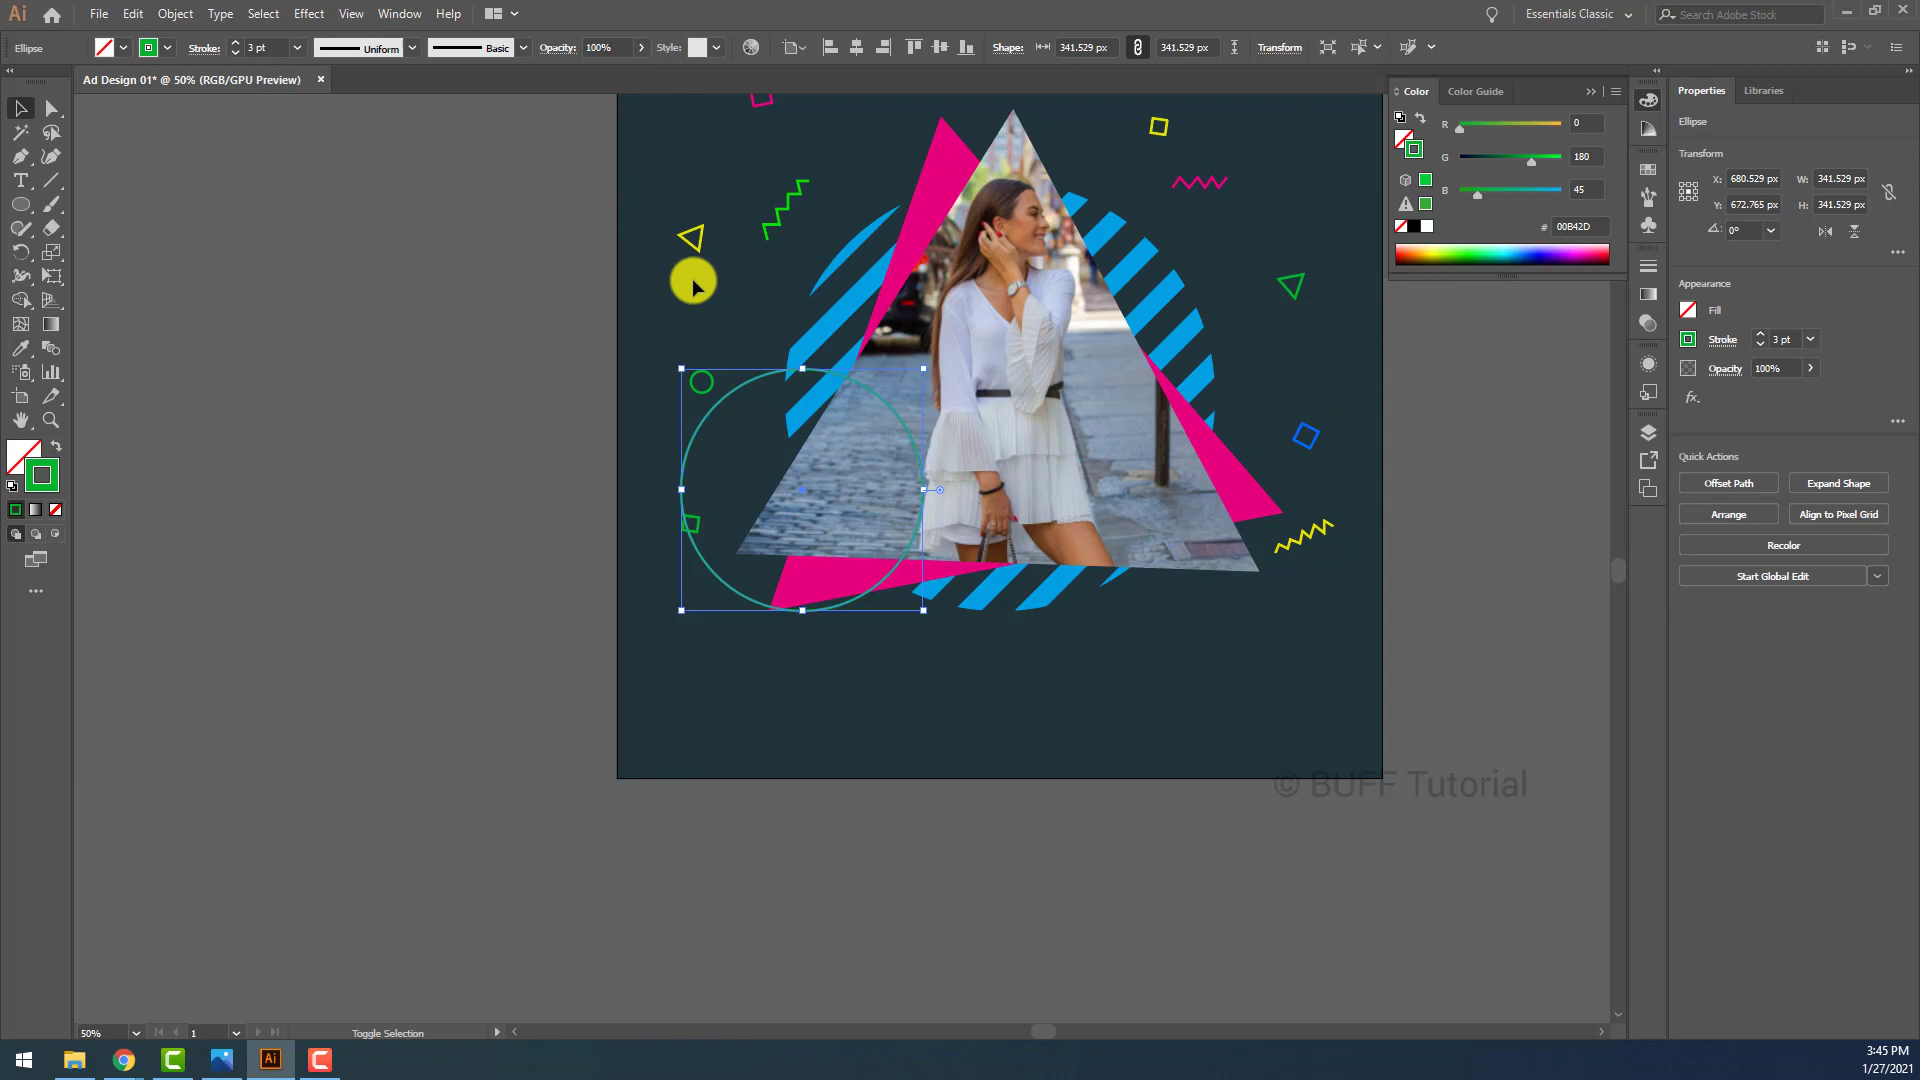 Ai File Edit Object Type Select Effect View Window Help Essentials Classic Search Adobe Stock
Ellipse Stroke: 3 pt Uniform Basic Opacity: 100% Style: Shape: 341.529 px 341.529 px Transform
Ad Design 01* @ 50% (RGB/GPU Preview) ×
Color Color Guide
R 0
G 180
B 45
# 00B42D
Properties Libraries
Ellipse
Transform
X: 680.529 px W: 341.529 px
Y: 672.765 px H: 341.529 px
0°
Appearance
Fill
Stroke 3 pt
Opacity 100%
fx.
Quick Actions
Offset Path Expand Shape
Arrange Align to Pixel Grid
Recolor
Start Global Edit
© BUFF Tutorial
50% 1 Toggle Selection
Ai
3:45 PM
1/27/2021